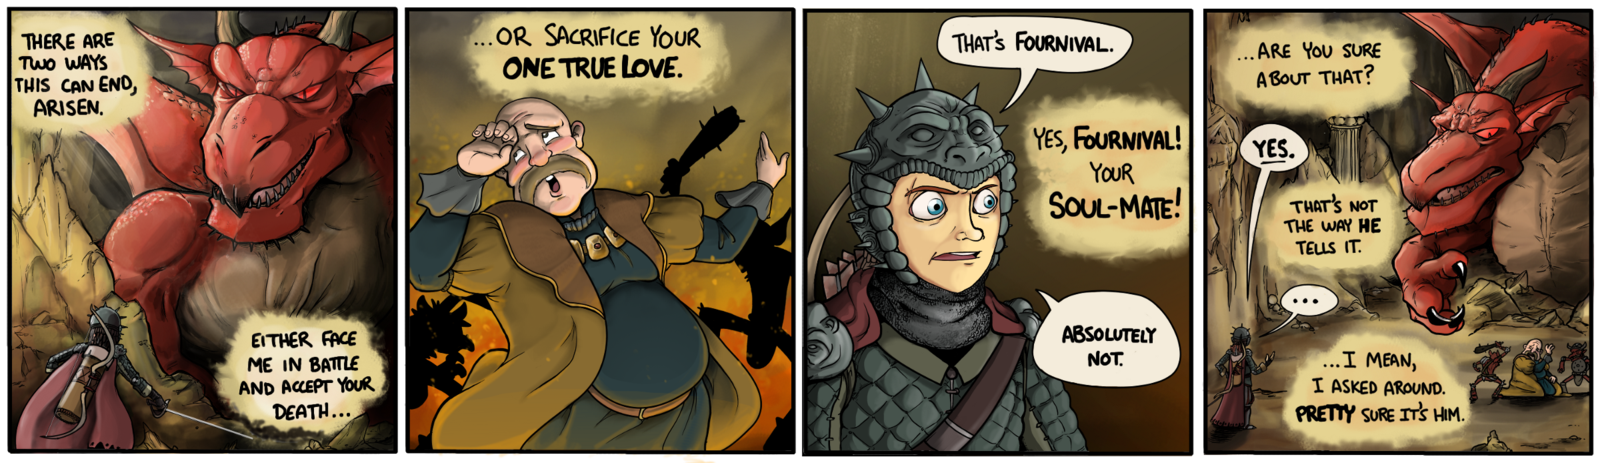 THERE ARE
TWO WAYS
THIS CAN END,
ARISEN.
EITHER FACE
ME IN BATTLE
AND ACCEPT YOUR
DEATH...
...OR SACRIFICE YOUR
ONE TRUE LOVE.
THAT'S FOURNIVAL.
YES, FOURNIVAL!
YOUR
SOUL-MATE!
ABSOLUTELY
NOT.
...ARE YOU SURE
ABOUT THAT?
YES.
THAT'S NOT
THE WAY HE
TELLS IT.
...
...I MEAN,
I ASKED AROUND.
PRETTY SURE IT'S HIM.